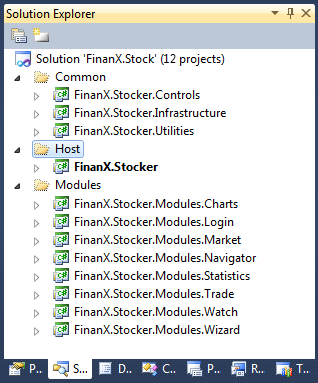 Solution Explorer
Solution 'FinanX.Stock' (12 projects)
Common
FinanX.Stocker.Controls
FinanX.Stocker.Infrastructure
FinanX.Stocker.Utilities
Host
FinanX.Stocker
Modules
FinanX.Stocker.Modules.Charts
FinanX.Stocker.Modules.Login
FinanX.Stocker.Modules.Market
FinanX.Stocker.Modules.Navigator
FinanX.Stocker.Modules.Statistics
FinanX.Stocker.Modules.Trade
FinanX.Stocker.Modules.Watch
FinanX.Stocker.Modules.Wizard
P... S... D... C... P... R... T...